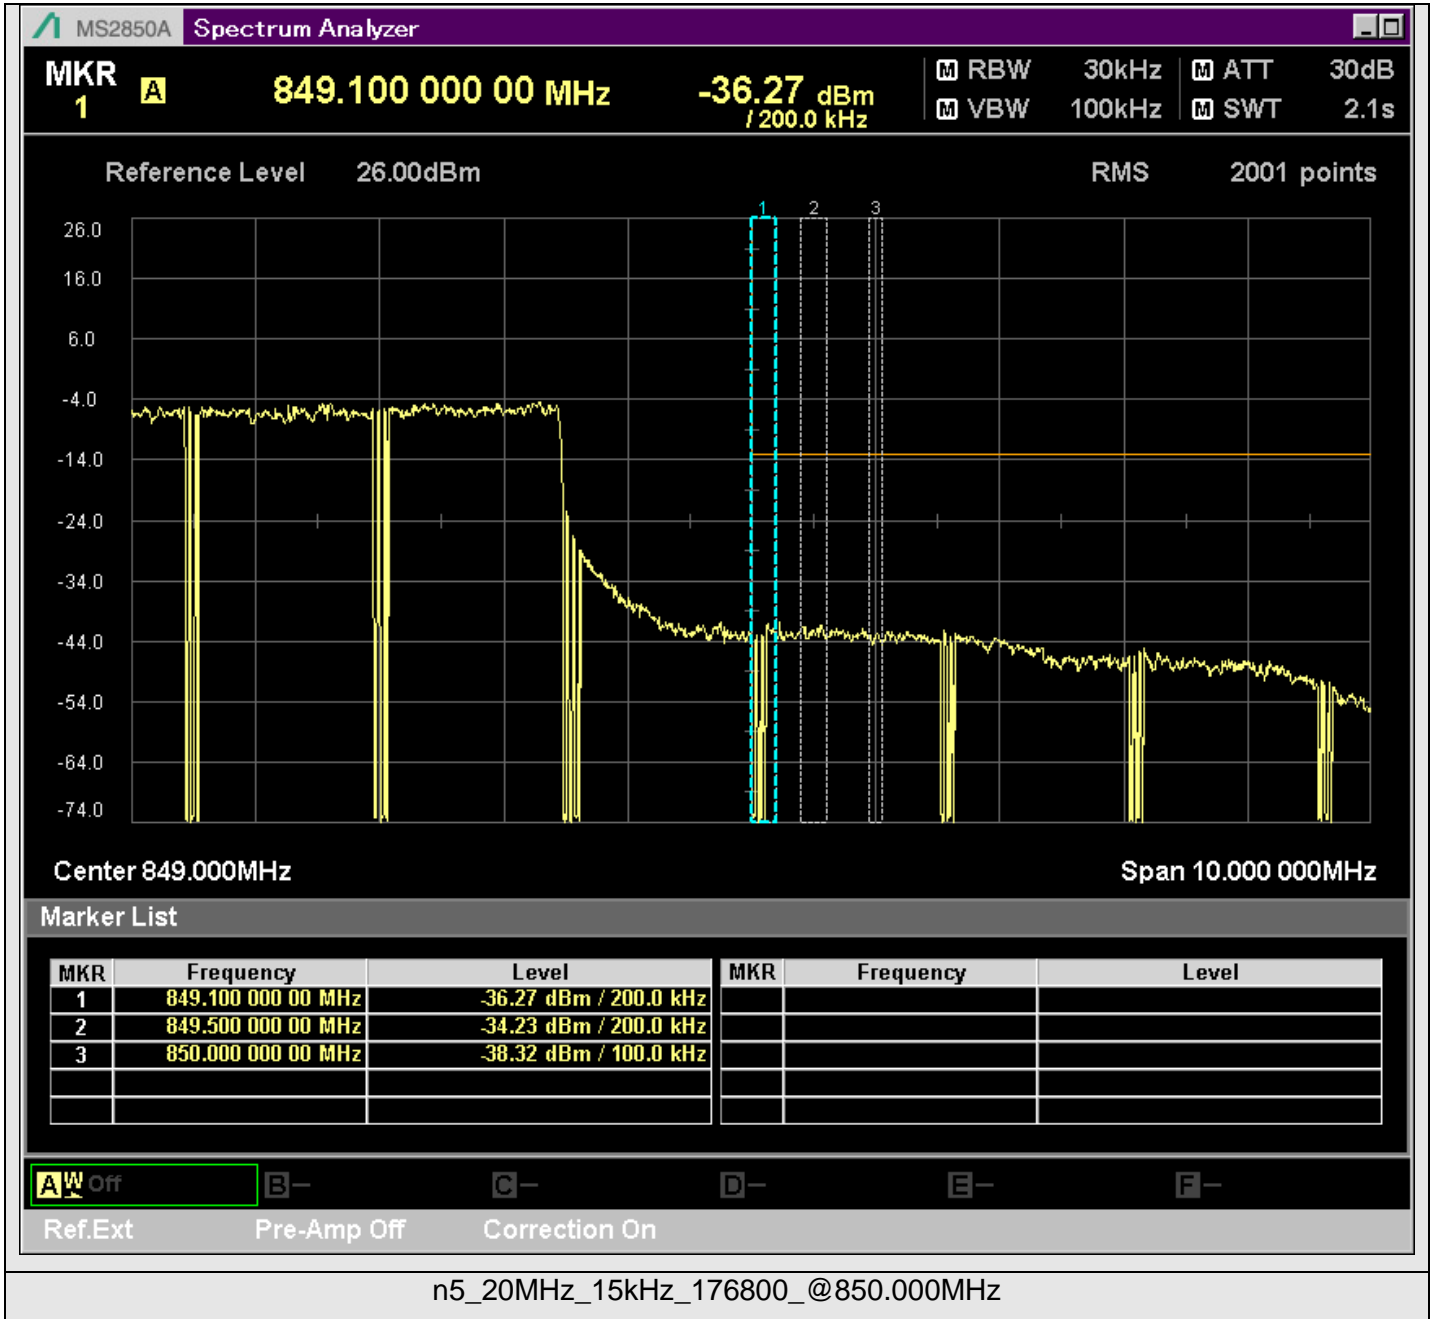 MS2850A Spectrum Analyzer
MKR 1 A 849.100 000 00 MHz -36.27 dBm / 200.0 kHz
M RBW 30kHz M ATT 30dB
M VBW 100kHz M SWT 2.1s
Reference Level 26.00dBm RMS 2001 points
1 2 3
26.0
16.0
6.0
-4.0
-14.0
-24.0
-34.0
-44.0
-54.0
-64.0
-74.0
Center 849.000MHz Span 10.000 000MHz
Marker List
MKR Frequency Level MKR Frequency Level
1 849.100 000 00 MHz -36.27 dBm / 200.0 kHz
2 849.500 000 00 MHz -34.23 dBm / 200.0 kHz
3 850.000 000 00 MHz -38.32 dBm / 100.0 kHz
A W Off B - C - D - E - F -
Ref.Ext Pre-Amp Off Correction On
n5_20MHz_15kHz_176800_@850.000MHz